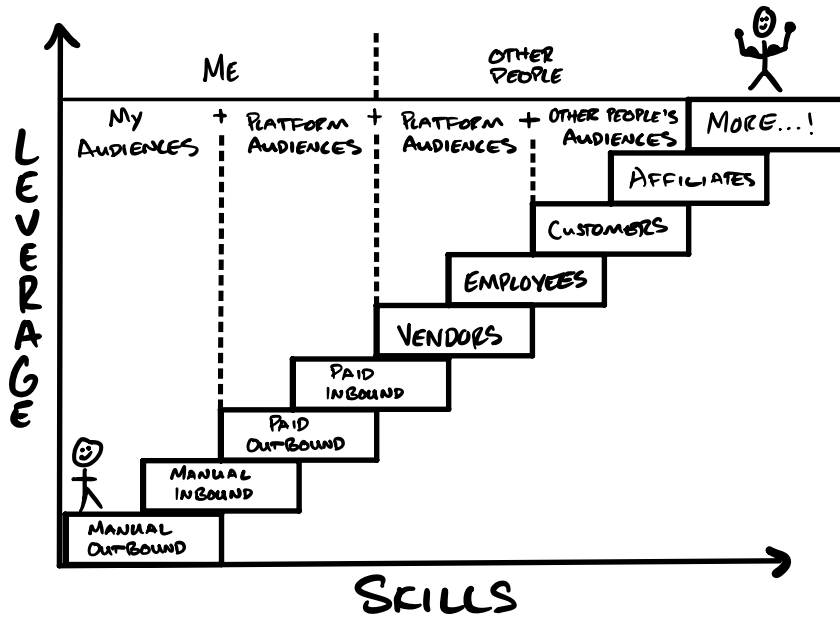 ME
OTHER
PEOPLE
MY
AUDIENCES
+
PLATFORM
AUDIENCES
+
PLATFORM
AUDIENCES
+
OTHER PEOPLE'S
AUDIENCES
MORE...!
AFFILIATES
CUSTOMERS
EMPLOYEES
VENDORS
PAID
INBOUND
PAID
OUTBOUND
MANUAL
INBOUND
MANUAL
OUTBOUND
LEVERAGE
SKILLS